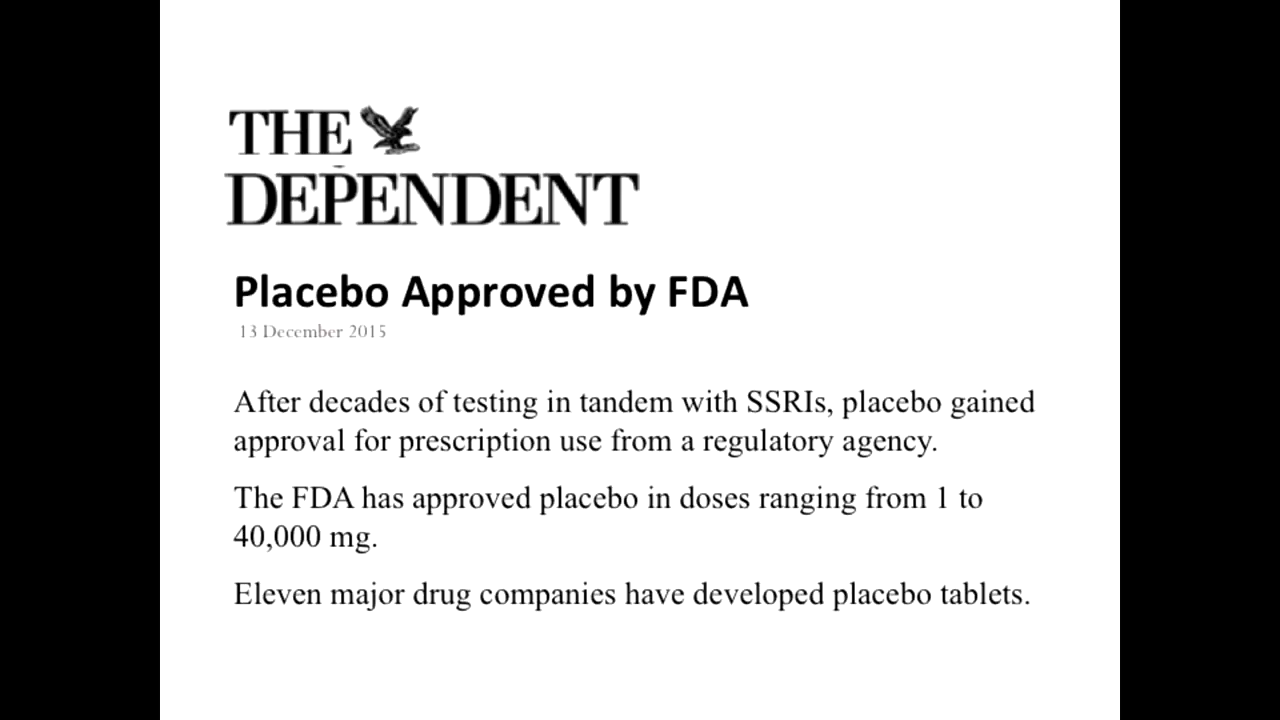 THE
DEPENDENT
Placebo Approved by FDA
13 December 2015
After decades of testing in tandem with SSRIs, placebo gained
approval for prescription use from a regulatory agency.
The FDA has approved placebo in doses ranging from 1 to
40,000 mg.
Eleven major drug companies have developed placebo tablets.